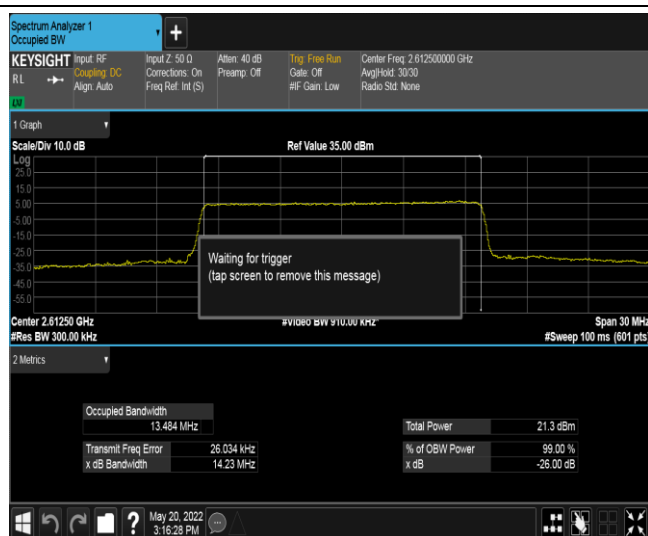 Spectrum Analyzer 1
Occupied BW
KEYSIGHT Input: RF Input Z: 50 Ω Atten: 40 dB Trig: Free Run Center Freq: 2.612500000 GHz
RL Coupling: DC Corrections: On Preamp: Off Gate: Off Avg|Hold: 30/30
Align: Auto Freq Ref: Int (S) #IF Gain: Low Radio Std: None
LNI
1 Graph
Scale/Div 10.0 dB Ref Value 35.00 dBm
Log
25.0
15.0
5.00
-5.00
-15.0
-25.0
-35.0
-45.0
-55.0
Waiting for trigger
(tap screen to remove this message)
Center 2.61250 GHz #Video BW 910.00 kHz* Span 30 MHz
#Res BW 300.00 kHz #Sweep 100 ms (601 pts)
2 Metrics
Occupied Bandwidth
13.484 MHz Total Power 21.3 dBm
Transmit Freq Error 26.034 kHz % of OBW Power 99.00 %
x dB Bandwidth 14.23 MHz x dB -26.00 dB
? May 20, 2022
3:16:28 PM